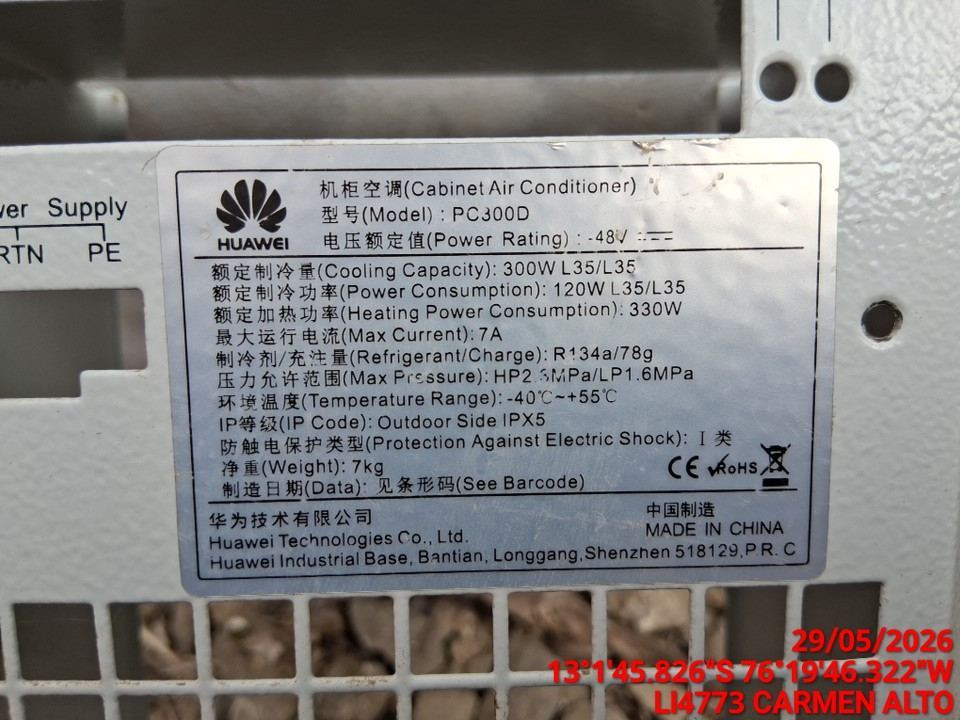 wer Supply
RTN PE
HUAWEI
机柜空调(Cabinet Air Conditioner)
型号(Model) : PC300D
电压额定值(Power Rating) : -48V
额定制冷量(Cooling Capacity): 300W L35/L35
额定制冷功率(Power Consumption): 120W L35/L35
额定加热功率(Heating Power Consumption): 330W
最大运行电流(Max Current): 7A
制冷剂/充注量(Refrigerant/Charge): R134a/78g
压力允许范围(Max Pressure): HP2.6MPa/LP1.6MPa
环境温度(Temperature Range): -40℃~+55℃
IP等级(IP Code): Outdoor Side IPX5
防触电保护类型(Protection Against Electric Shock): I 类
净重(Weight): 7kg
CE RoHS
制造日期(Data): 见条形码(See Barcode)
华为技术有限公司
中国制造
Huawei Technologies Co., Ltd.
MADE IN CHINA
Huawei Industrial Base, Bantian, Longgang,Shenzhen 518129,P.R. C
29/05/2026
13°1'45.826"S 76°19'46.322"W
LI4773 CARMEN ALTO